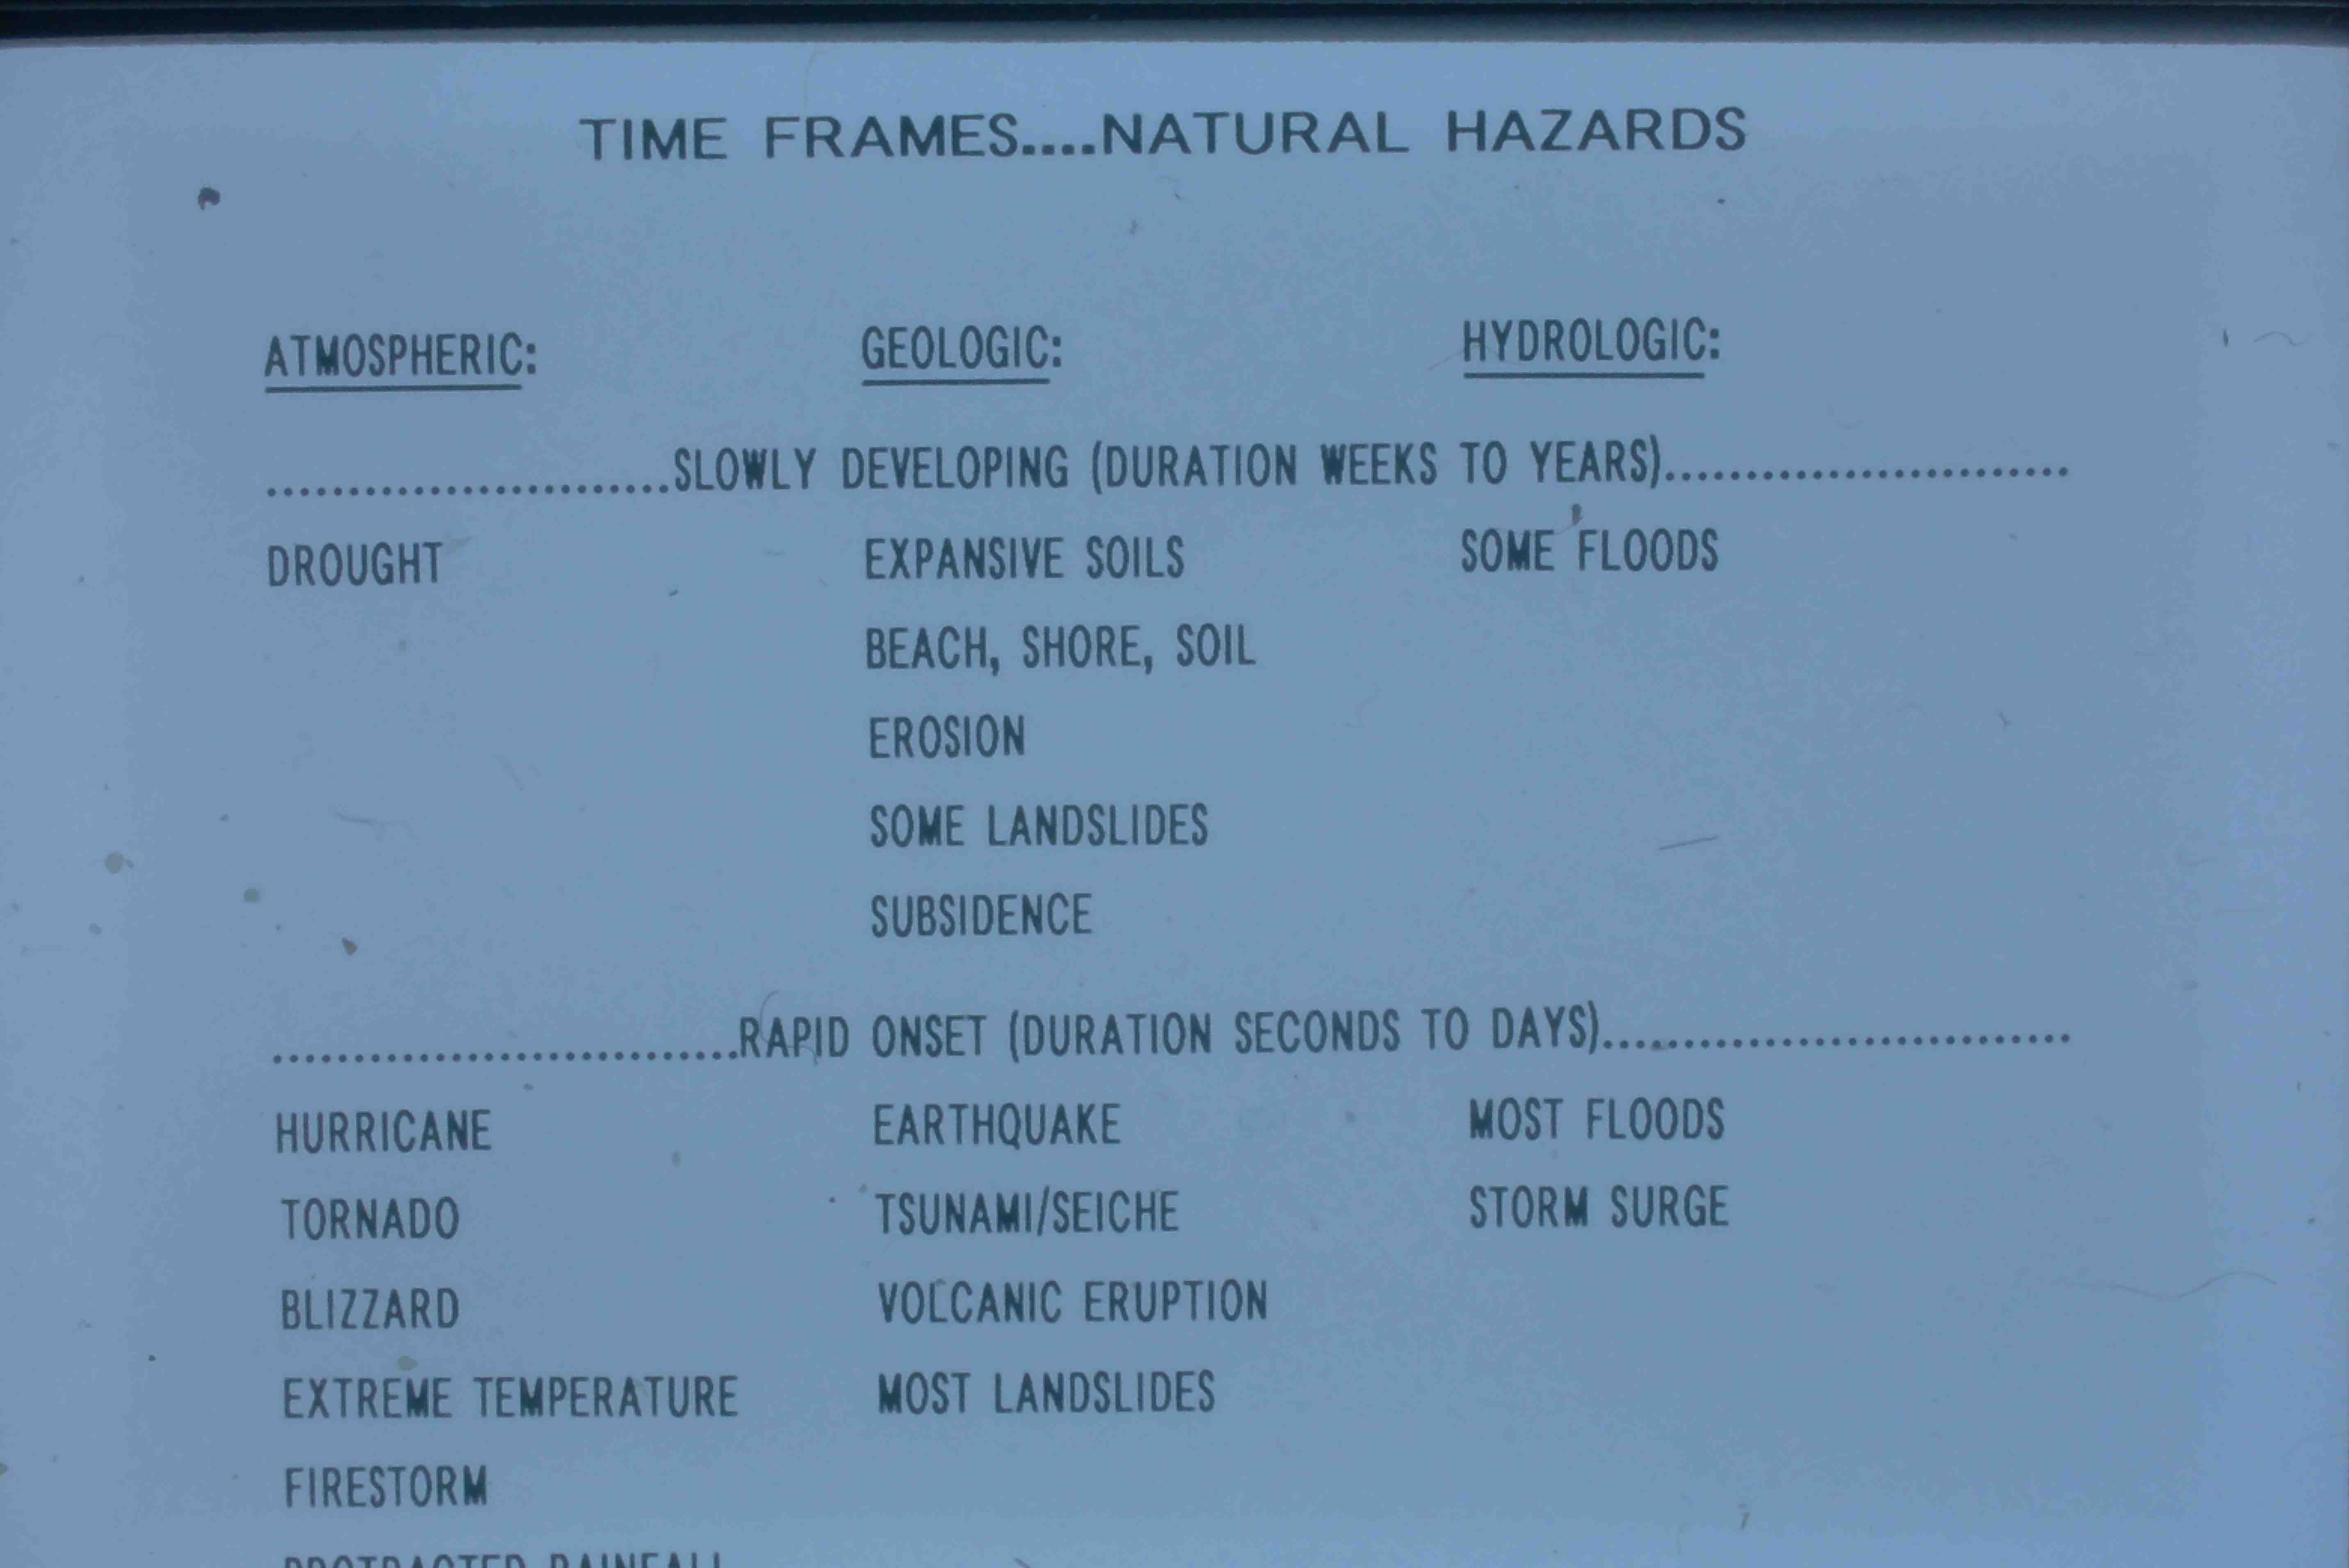 TIME FRAMES....NATURAL HAZARDS
ATMOSPHERIC: GEOLOGIC: HYDROLOGIC:
.........................SLOWLY DEVELOPING (DURATION WEEKS TO YEARS).........................
DROUGHT EXPANSIVE SOILS SOME FLOODS
BEACH, SHORE, SOIL
EROSION
SOME LANDSLIDES
SUBSIDENCE
.............................RAPID ONSET (DURATION SECONDS TO DAYS).............................
HURRICANE EARTHQUAKE MOST FLOODS
TORNADO TSUNAMI/SEICHE STORM SURGE
BLIZZARD VOLCANIC ERUPTION
EXTREME TEMPERATURE MOST LANDSLIDES
FIRESTORM
PROTRACTED RAINFALL